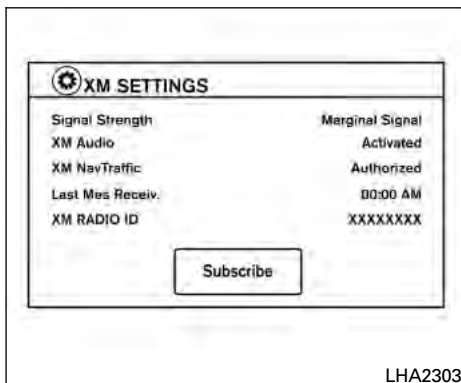 XM SETTINGS
Signal Strength Marginal Signal
XM Audio Activated
XM NavTraffic Authorized
Last Mes Receiv. 00:00 AM
XM RADIO ID XXXXXXXX
Subscribe
LHA2303